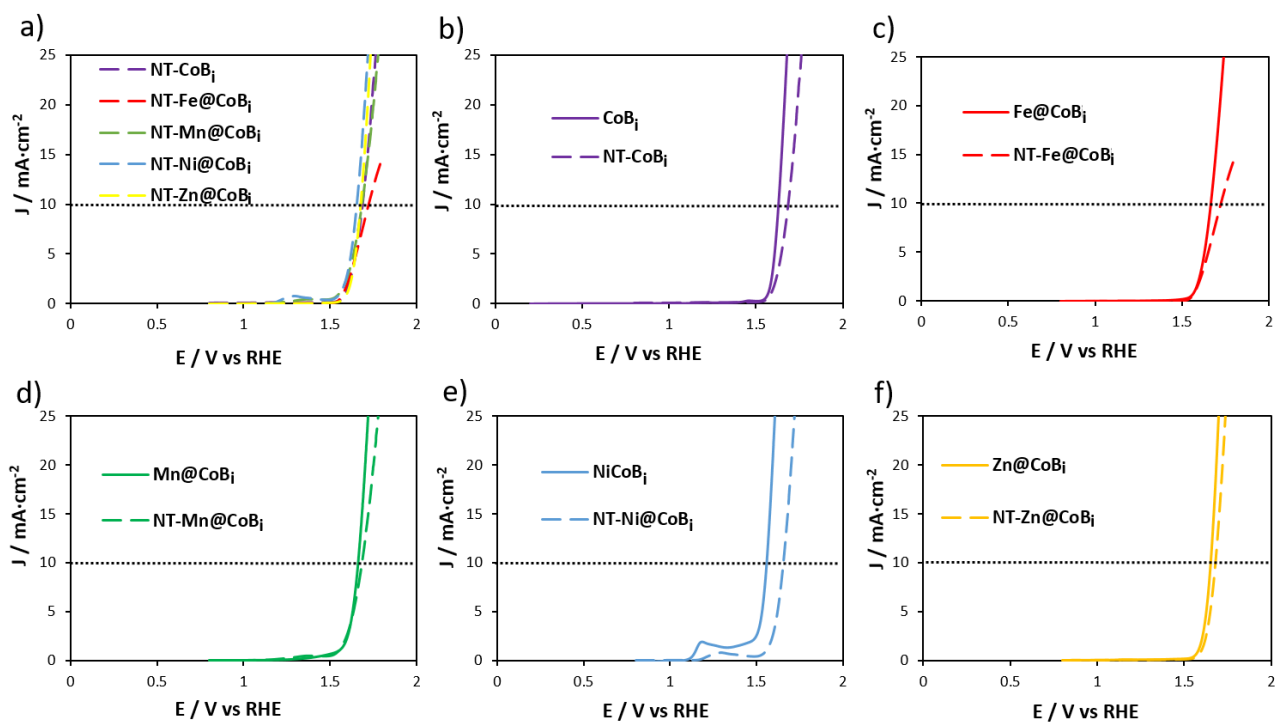 a)
25
20
15
10
5
0
J / mA·cm-2
NT-CoBi
NT-Fe@CoBi
NT-Mn@CoBi
NT-Ni@CoBi
NT-Zn@CoBi
0 0.5 1 1.5 2
E / V vs RHE
b)
25
20
15
10
5
0
J / mA·cm-2
CoBi
NT-CoBi
0 0.5 1 1.5 2
E / V vs RHE
c)
25
20
15
10
5
0
J / mA·cm-2
Fe@CoBi
NT-Fe@CoBi
0 0.5 1 1.5 2
E / V vs RHE
d)
25
20
15
10
5
0
J / mA·cm-2
Mn@CoBi
NT-Mn@CoBi
0 0.5 1 1.5 2
E / V vs RHE
e)
25
20
15
10
5
0
J / mA·cm-2
NiCoBi
NT-Ni@CoBi
0 0.5 1 1.5 2
E / V vs RHE
f)
25
20
15
10
5
0
J / mA·cm-2
Zn@CoBi
NT-Zn@CoBi
0 0.5 1 1.5 2
E / V vs RHE